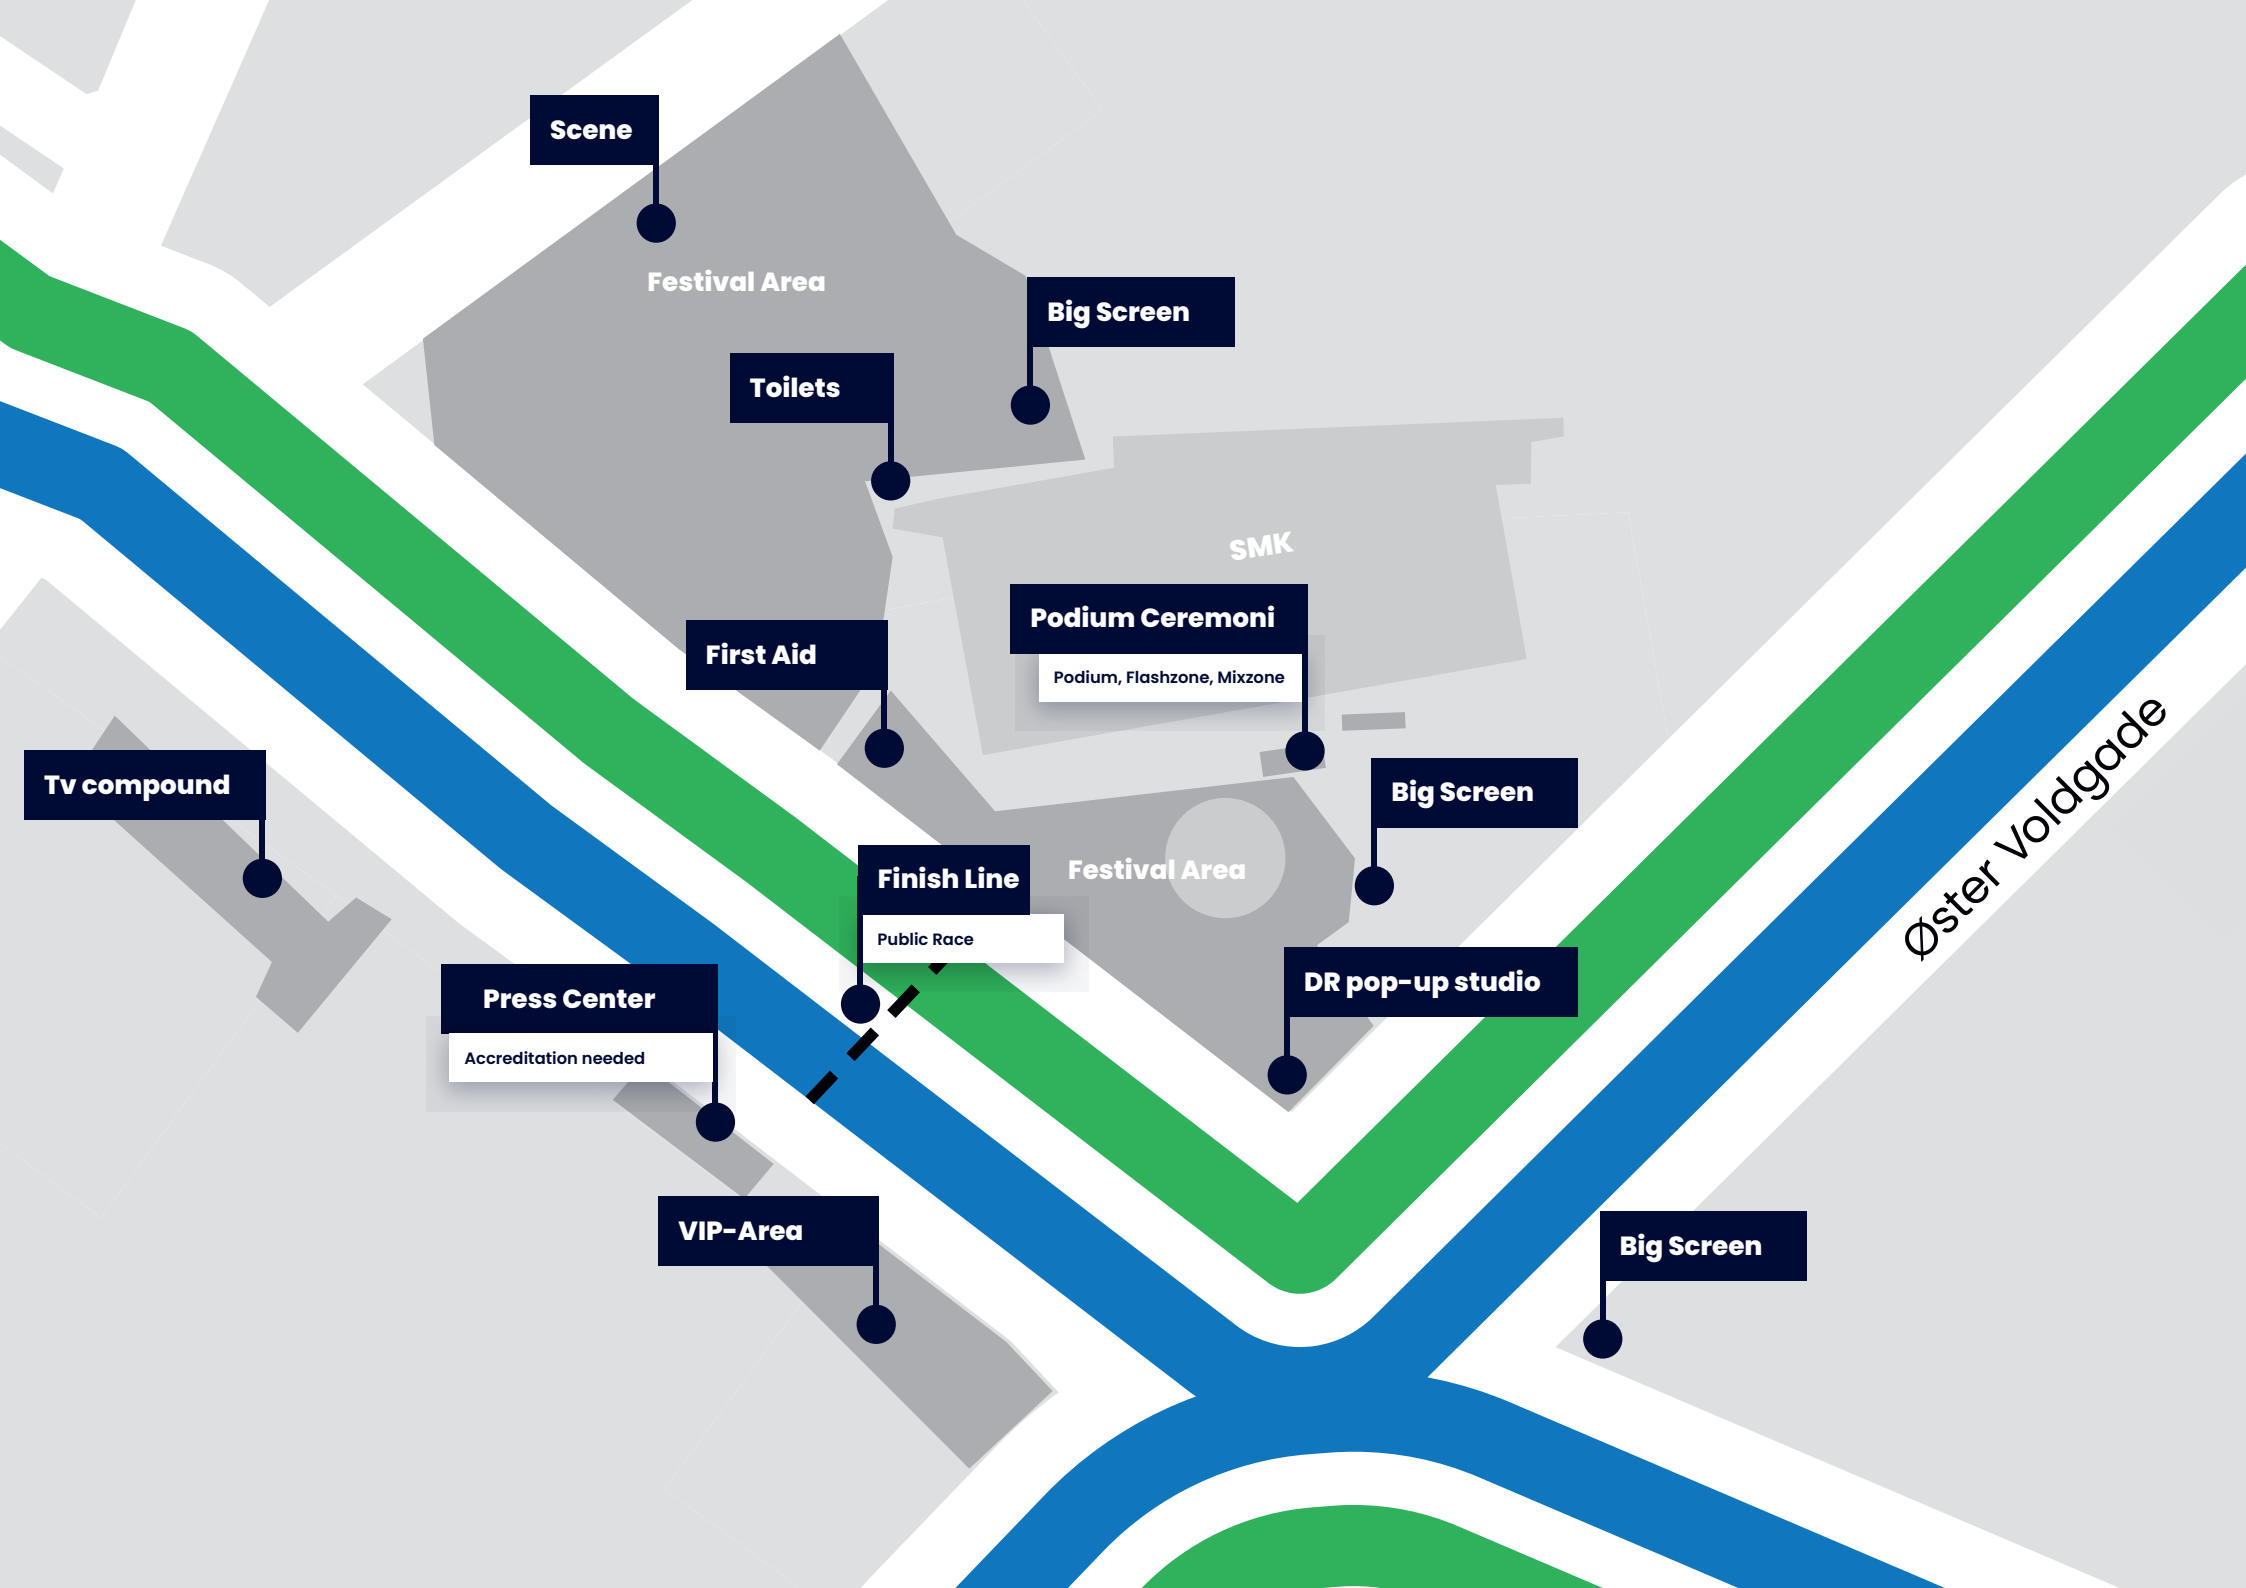 Scene
Festival Area
Big Screen
Toilets
SMK
Podium Ceremoni
Podium, Flashzone, Mixzone
First Aid
Tv compound
Big Screen
Øster Voldgade
Finish Line
Public Race
Festival Area
Press Center
Accreditation needed
DR pop-up studio
VIP-Area
Big Screen